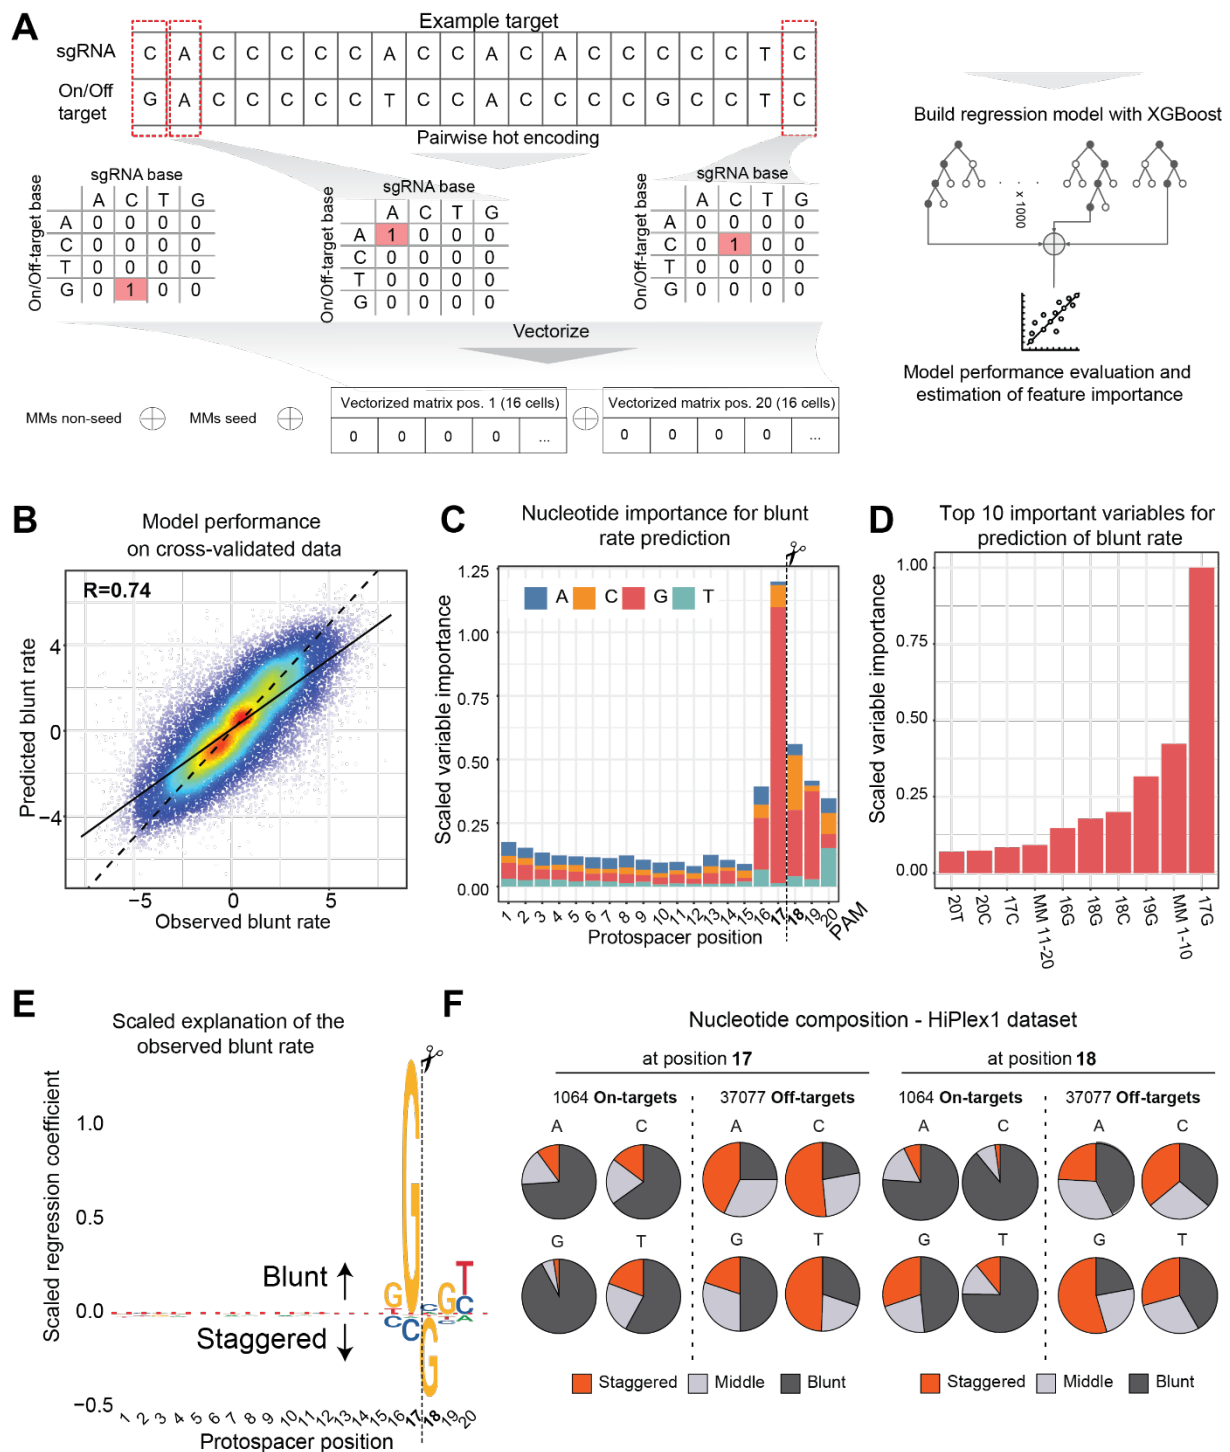 A
Example target
sgRNA
C A C C C C C A C C A C A C C C C C T C
On/Off
target
G A C C C C C T C C A C C C C G C C T C
Pairwise hot encoding
sgRNA base
On/Off-target base
A C T G
A 0 0 0 0
C 0 0 0 0
T 0 0 0 0
G 0 1 0 0
sgRNA base
On/Off-target base
A C T G
A 1 0 0 0
C 0 0 0 0
T 0 0 0 0
G 0 0 0 0
sgRNA base
On/Off-target base
A C T G
A 0 0 0 0
C 0 1 0 0
T 0 0 0 0
G 0 0 0 0
Vectorize
MMs non-seed
MMs seed
Vectorized matrix pos. 1 (16 cells)
0 0 0 0 ...
Vectorized matrix pos. 20 (16 cells)
0 0 0 0 ...
Build regression model with XGBoost
. . .
x 1000
Model performance evaluation and
estimation of feature importance
B
Model performance
on cross-validated data
R=0.74
Predicted blunt rate
4
0
−4
−5 0 5
Observed blunt rate
C
Nucleotide importance for blunt
rate prediction
A C G T
Scaled variable importance
1.25
1.00
0.75
0.50
0.25
0.00
1 2 3 4 5 6 7 8 9 10 11 12 13 14 15 16 17 18 19 20 PAM
Protospacer position
D
Top 10 important variables for
prediction of blunt rate
Scaled variable importance
1.00
0.75
0.50
0.25
0.00
20T 20C 17C MM 11-20 16G 18G 18C 19G MM 1-10 17G
E
Scaled explanation of the
observed blunt rate
Scaled regression coefficient
1.0
0.5
0.0
−0.5
Blunt
Staggered
G
G
G
T
C
C
A
C
C
G
1 2 3 4 5 6 7 8 9 10 11 12 13 14 15 16 17 18 19 20
Protospacer position
F
Nucleotide composition - HiPlex1 dataset
at position 17
1064 On-targets
37077 Off-targets
A C A C
G T G T
Staggered Middle Blunt
at position 18
1064 On-targets
37077 Off-targets
A C A C
G T G T
Staggered Middle Blunt